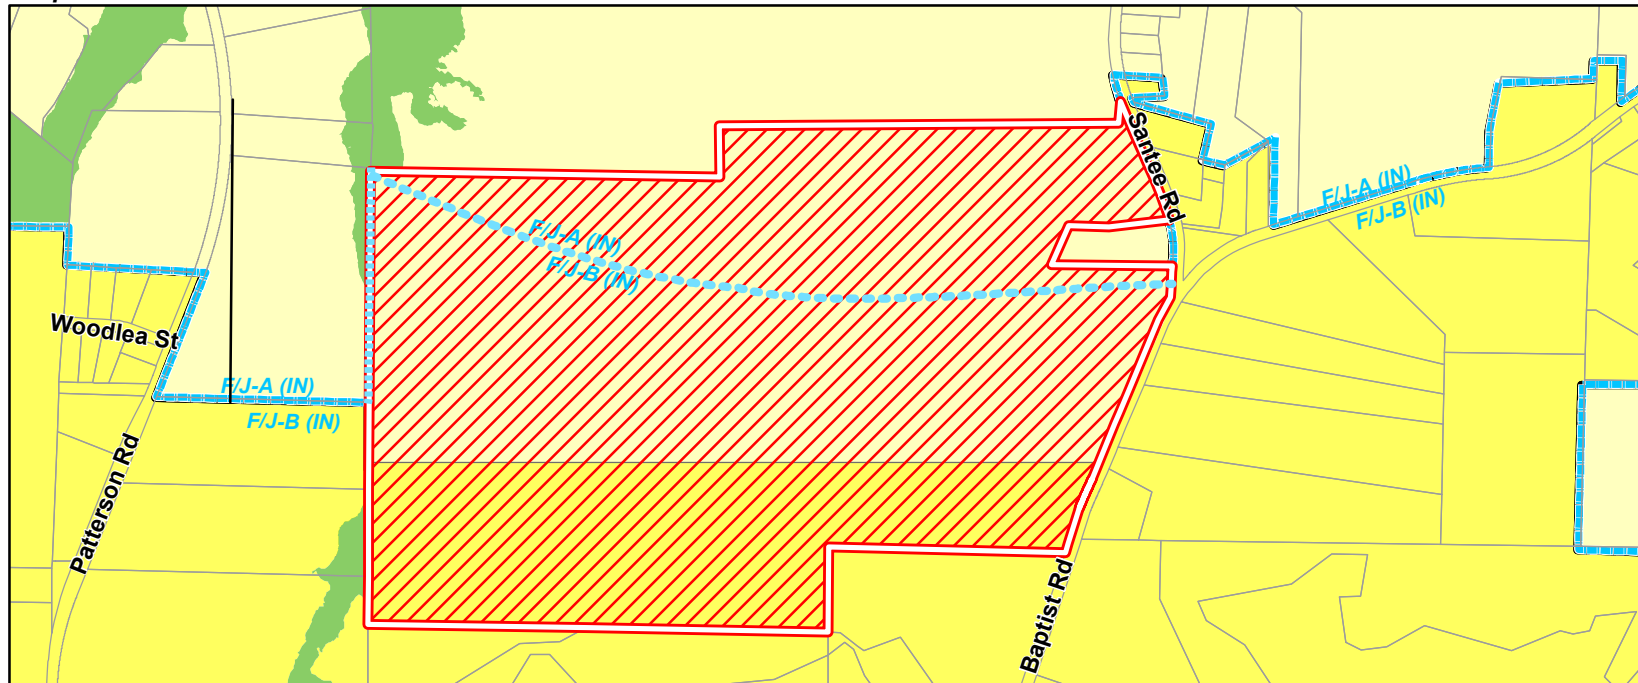 Santee Rd
F/J-A (IN)
F/J-B (IN)
F/J-A (IN)
F/J-B (IN)
Woodlea St
F/J-A (IN)
F/J-B (IN)
Patterson Rd
Baptist Rd